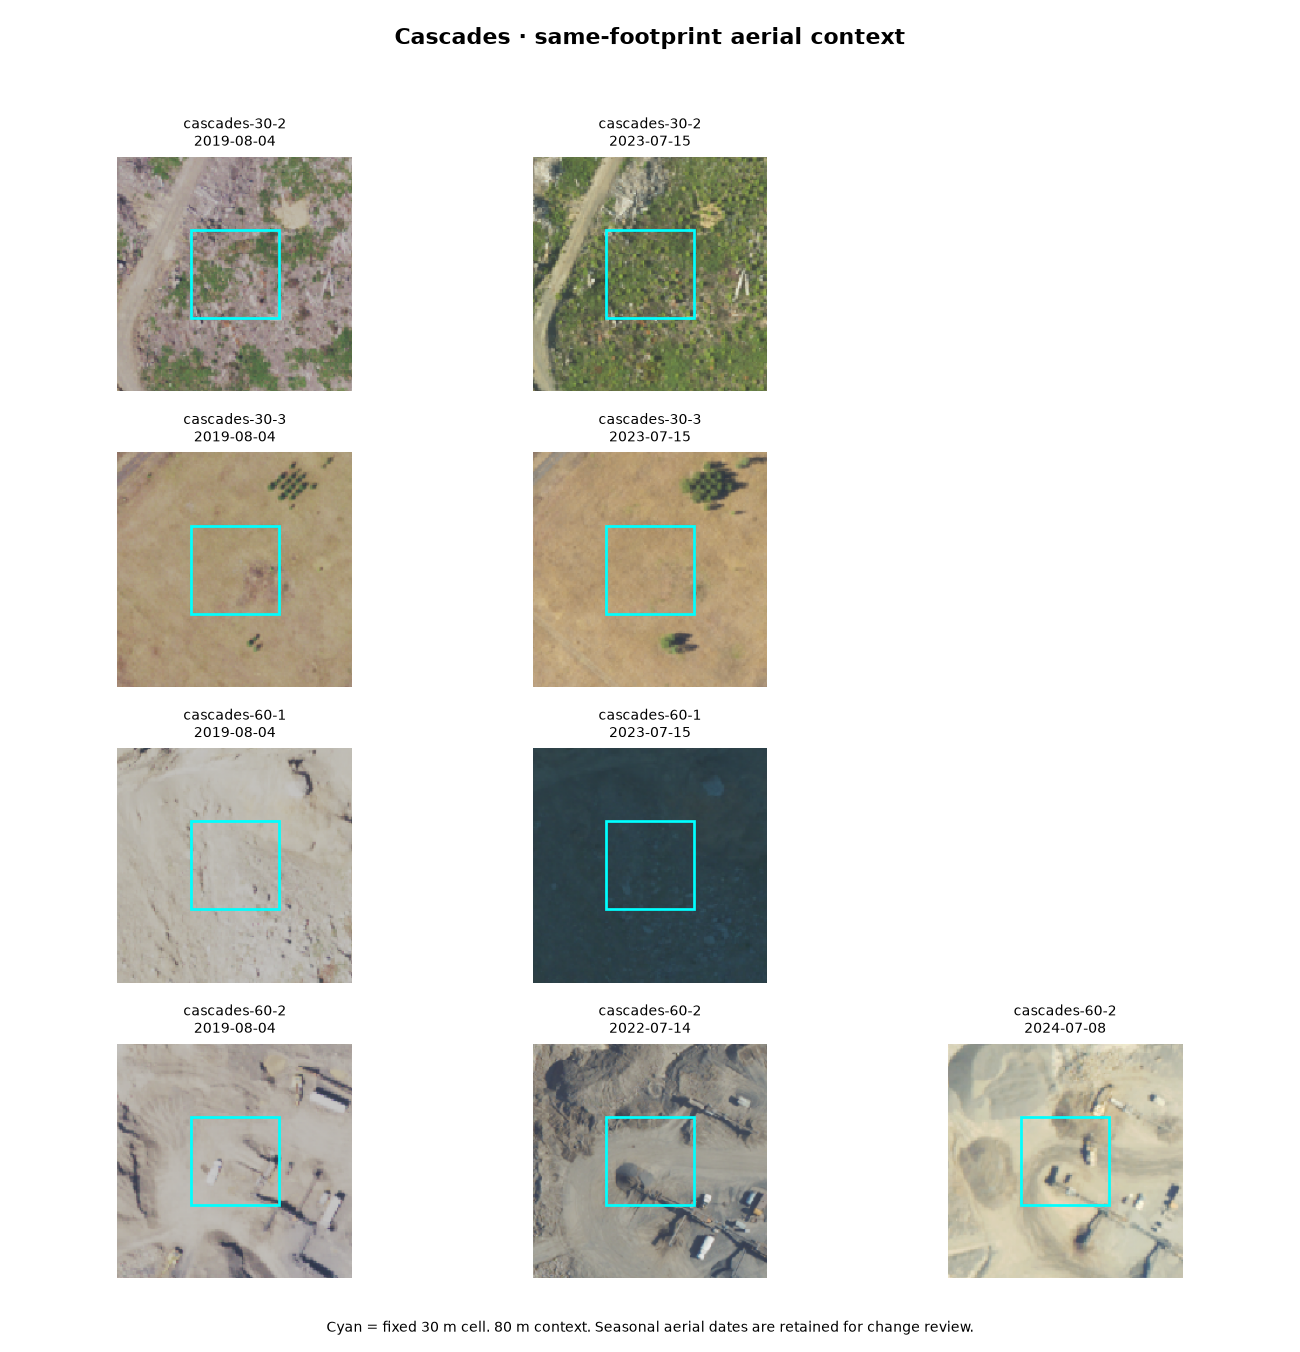 Cascades · same-footprint aerial context
cascades-30-2
2019-08-04
cascades-30-2
2023-07-15
cascades-30-3
2019-08-04
cascades-30-3
2023-07-15
cascades-60-1
2019-08-04
cascades-60-1
2023-07-15
cascades-60-2
2019-08-04
cascades-60-2
2022-07-14
cascades-60-2
2024-07-08
Cyan = fixed 30 m cell. 80 m context. Seasonal aerial dates are retained for change review.